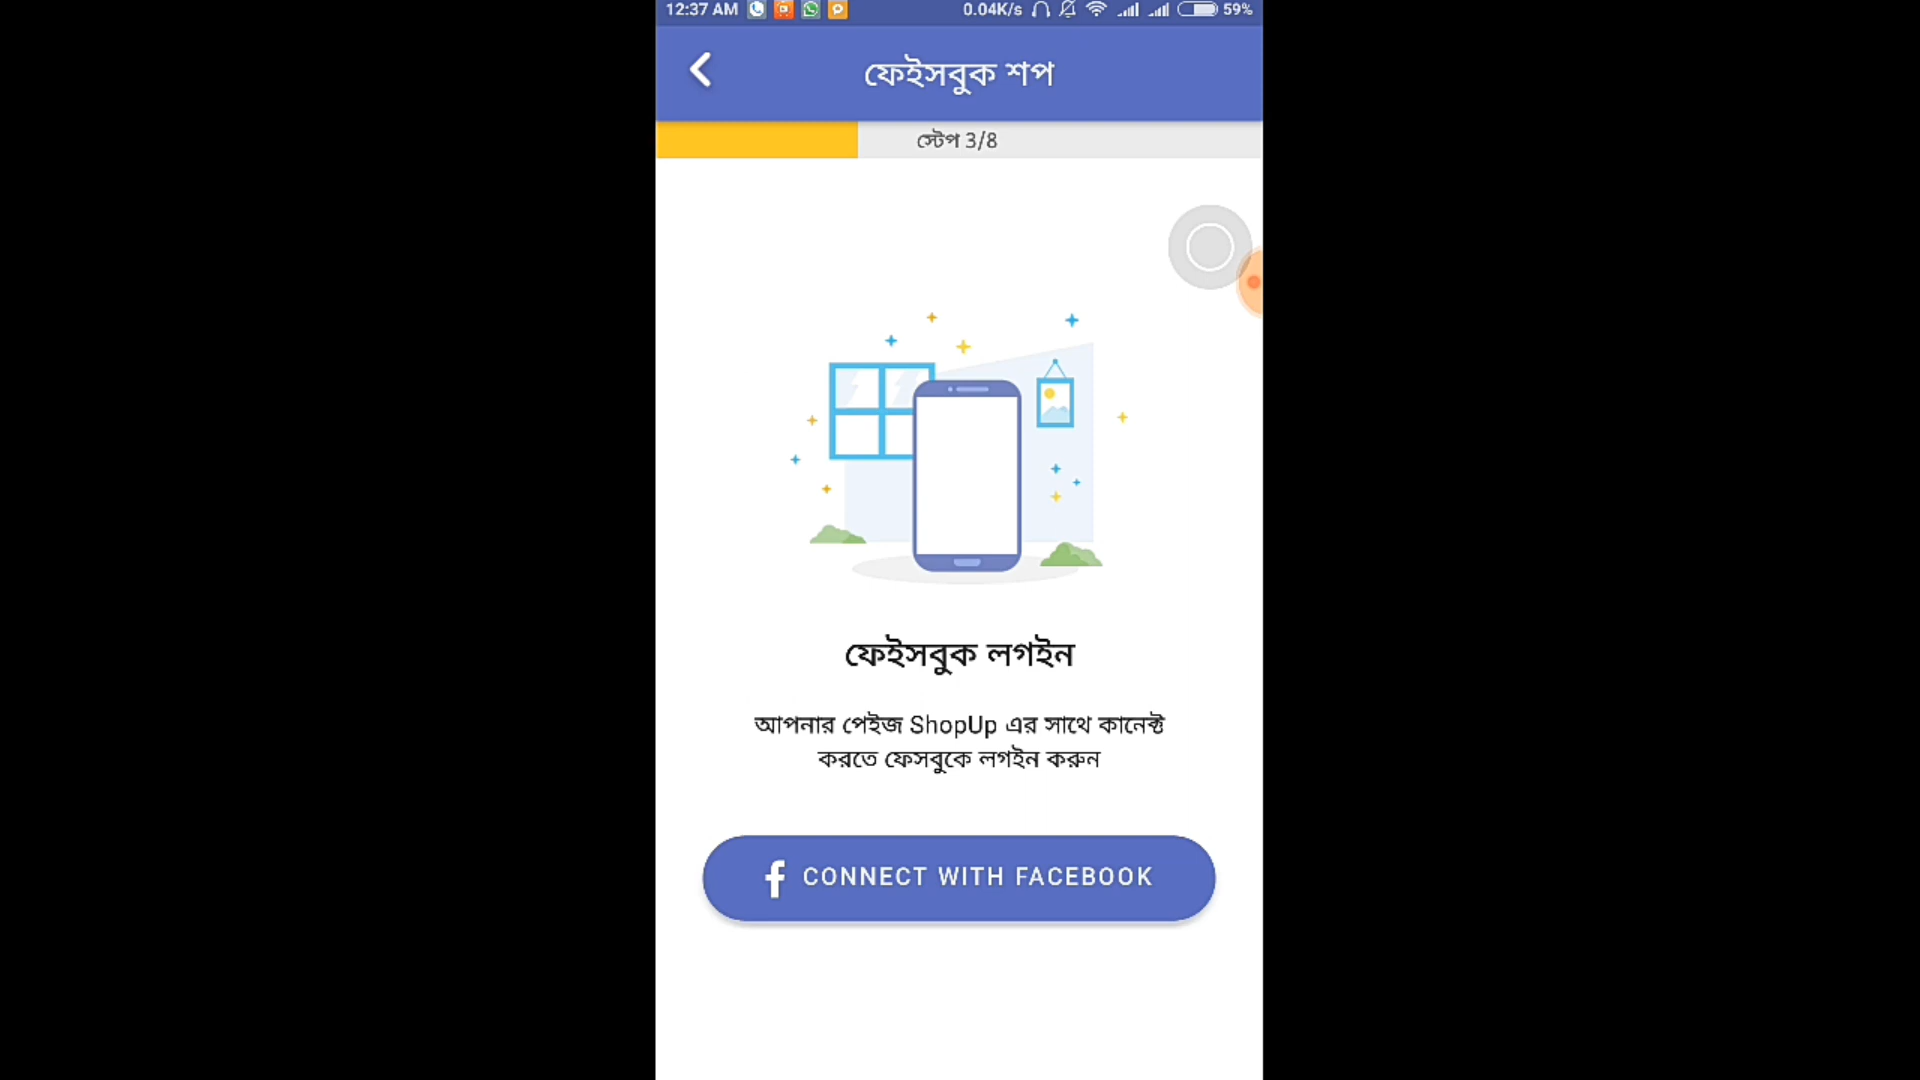 12:37 AM 0.04K/s 59%
ফেইসবুক শপ
স্টেপ 3/8
ফেইসবুক লগইন
আপনার পেইজ ShopUp এর সাথে কানেক্ট
করতে ফেসবুকে লগইন করুন
CONNECT WITH FACEBOOK